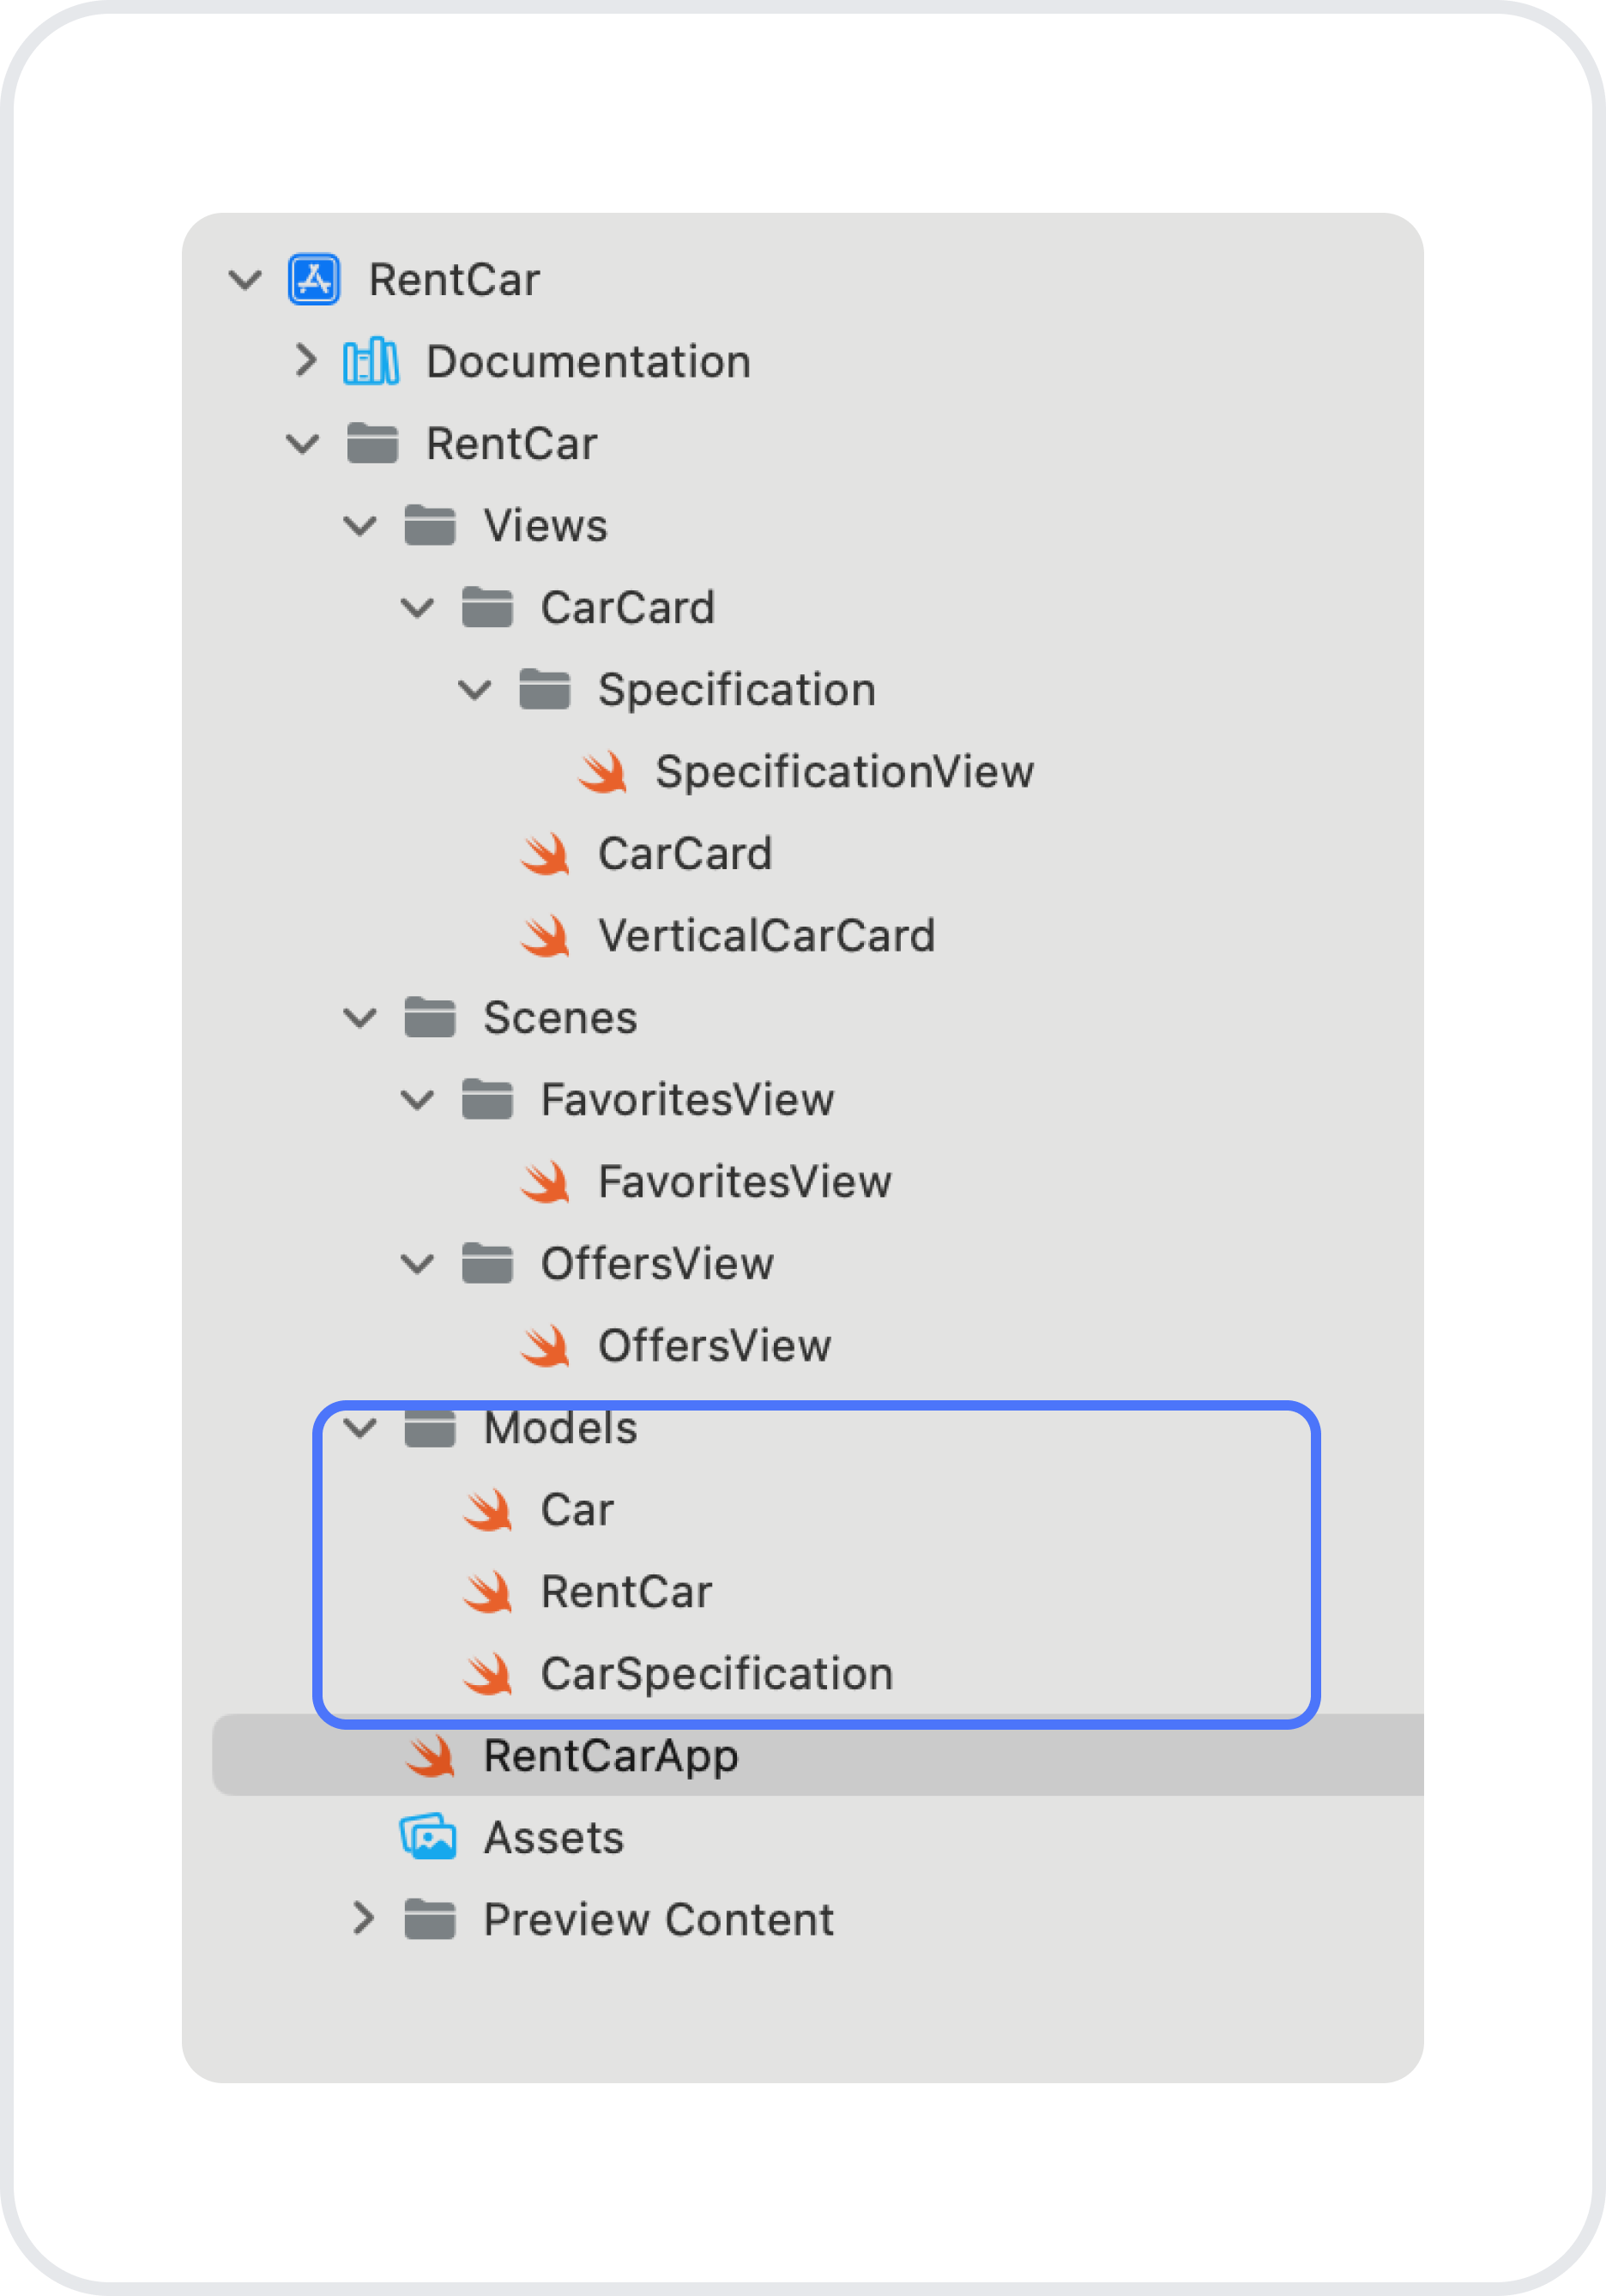 RentCar
Documentation
RentCar
Views
CarCard
Specification
SpecificationView
CarCard
VerticalCarCard
Scenes
FavoritesView
FavoritesView
OffersView
OffersView
Models
Car
RentCar
CarSpecification
RentCarApp
Assets
Preview Content